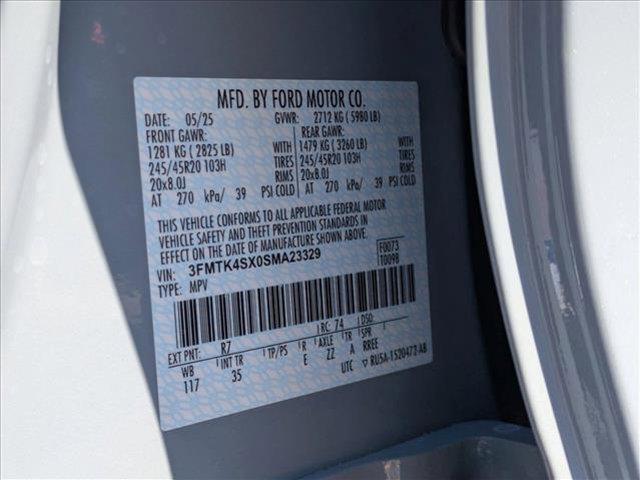 MFD. BY FORD MOTOR CO.
DATE: 05/25 GVWR: 2712 KG ( 5980 LB)
FRONT GAWR: REAR GAWR:
1281 KG ( 2825 LB) WITH 1479 KG ( 3260 LB) WITH
245/45R20 103H TIRES 245/45R20 103H TIRES
20x8.0J RIMS 20x8.0J RIMS
AT 270 kPa/ 39 PSI COLD AT 270 kPa/ 39 PSI COLD
THIS VEHICLE CONFORMS TO ALL APPLICABLE FEDERAL MOTOR
VEHICLE SAFETY AND THEFT PREVENTION STANDARDS IN
EFFECT ON THE DATE OF MANUFACTURE SHOWN ABOVE.
VIN: 3FMTK4SX0SMA23329 F0073
TYPE: MPV T0098
EXT PNT: R7 RC: 74 DSO:
WB INT TR TP/PS R AXLE TR SPR
117 35 E ZZ A RREE
UTC ▽ RU5A-1520472-AB